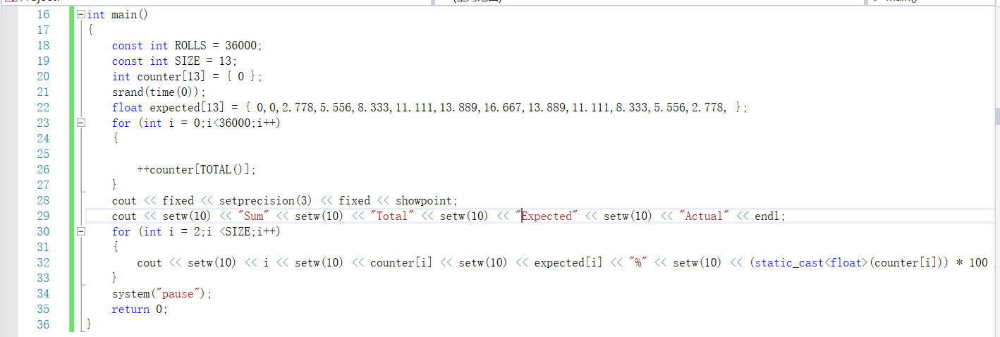 16 int main()
17 {
18 const int ROLLS = 36000;
19 const int SIZE = 13;
20 int counter[13] = { 0 };
21 srand(time(0));
22 float expected[13] = { 0,0,2.778,5.556,8.333,11.111,13.889,16.667,13.889,11.111,8.333,5.556,2.778, };
23 for (int i = 0;i<36000;i++)
24 {
25
26 ++counter[TOTAL()];
27 }
28 cout << fixed << setprecision(3) << fixed << showpoint;
29 cout << setw(10) << "Sum" << setw(10) << "Total" << setw(10) << "Expected" << setw(10) << "Actual" << endl;
30 for (int i = 2;i <SIZE;i++)
31 {
32 cout << setw(10) << i << setw(10) << counter[i] << setw(10) << expected[i] << "%" << setw(10) << (static_cast<float>(counter[i])) * 100
33 }
34 system("pause");
35 return 0;
36 }